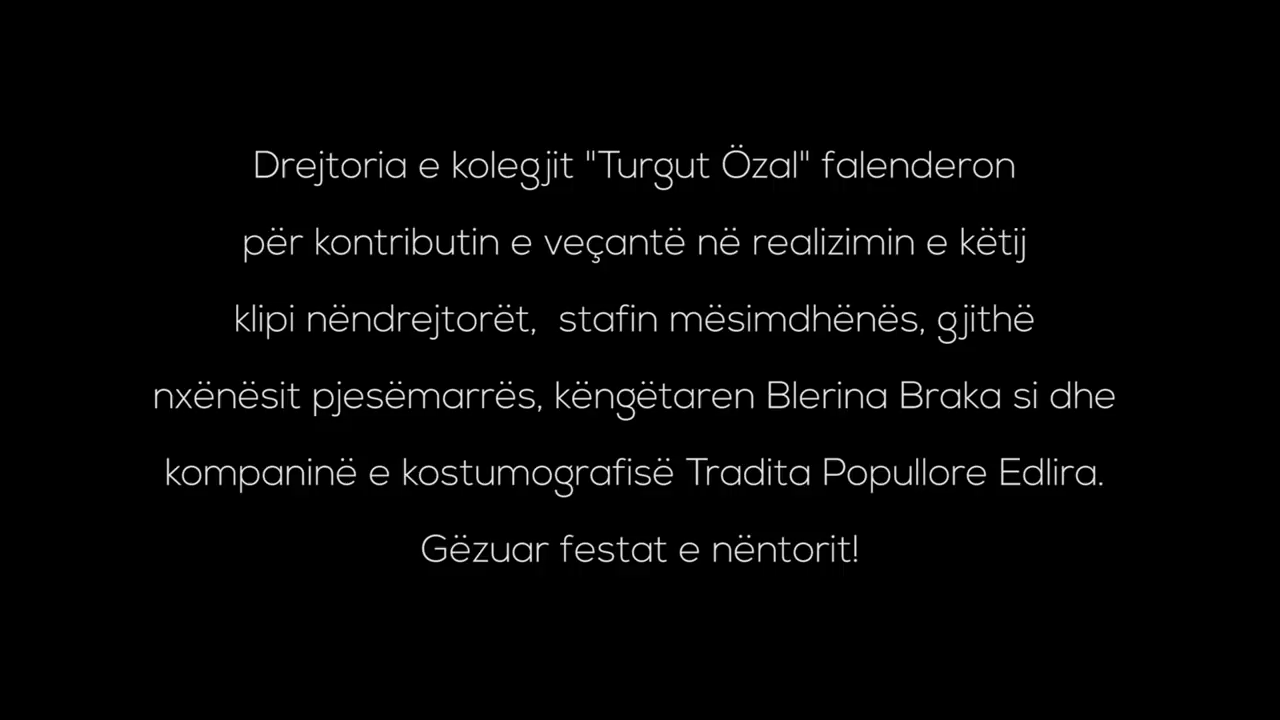 Drejtoria e kolegjit "Turgut Özal" falenderon
për kontributin e veçantë në realizimin e këtij
klipi nëndrejtorët,  stafin mësimdhënës, gjithë
nxënësit pjesëmarrës, këngëtaren Blerina Braka si dhe
kompaninë e kostumografisë Tradita Popullore Edlira.
Gëzuar festat e nëntorit!